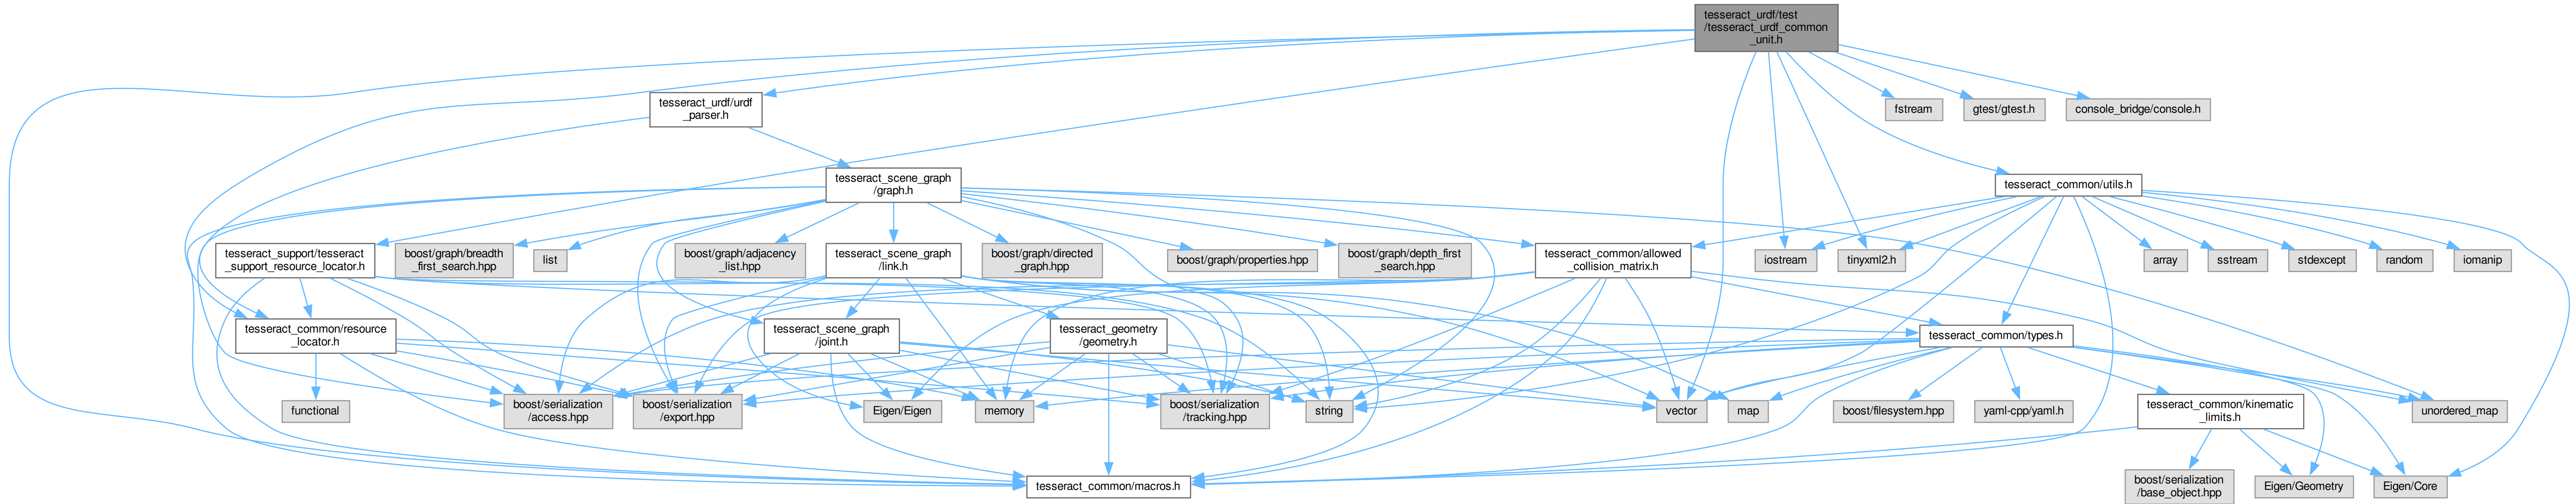 tesseract_urdf/test
/tesseract_urdf_common
_unit.h
tesseract_urdf/urdf
_parser.h
fstream
gtest/gtest.h
console_bridge/console.h
tesseract_scene_graph
/graph.h
tesseract_common/utils.h
tesseract_support/tesseract
_support_resource_locator.h
boost/graph/breadth
_first_search.hpp
list
boost/graph/adjacency
_list.hpp
tesseract_scene_graph
/link.h
boost/graph/directed
_graph.hpp
boost/graph/properties.hpp
boost/graph/depth_first
_search.hpp
tesseract_common/allowed
_collision_matrix.h
iostream
tinyxml2.h
array
sstream
stdexcept
random
iomanip
tesseract_common/resource
_locator.h
tesseract_scene_graph
/joint.h
tesseract_geometry
/geometry.h
tesseract_common/types.h
functional
boost/serialization
/access.hpp
boost/serialization
/export.hpp
Eigen/Eigen
memory
boost/serialization
/tracking.hpp
string
vector
map
boost/filesystem.hpp
yaml-cpp/yaml.h
tesseract_common/kinematic
_limits.h
unordered_map
tesseract_common/macros.h
boost/serialization
/base_object.hpp
Eigen/Geometry
Eigen/Core